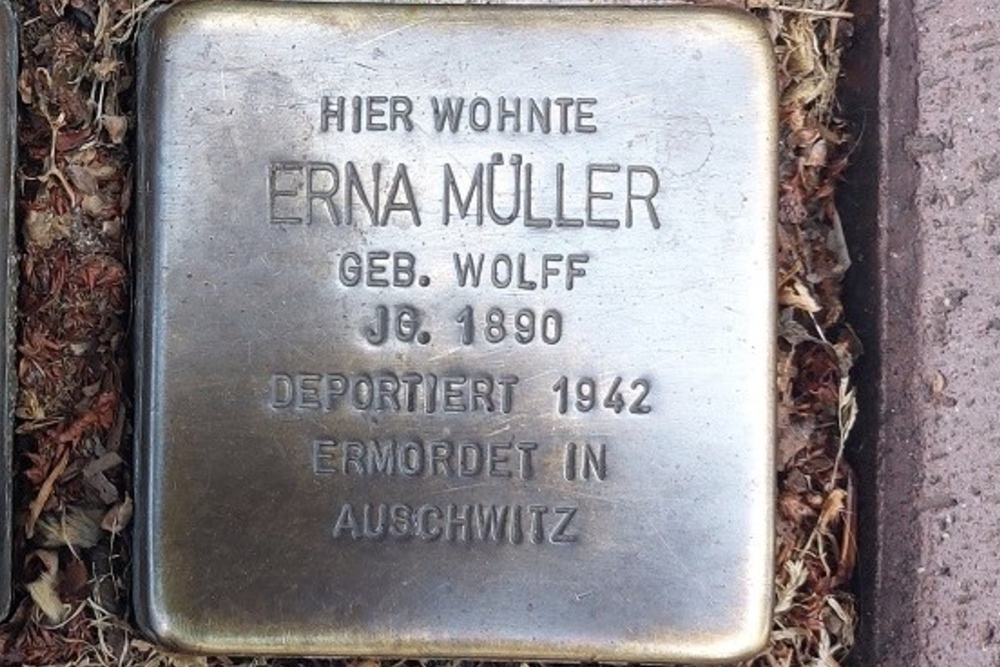 HIER WOHNTE
ERNA MÜLLER
GEB. WOLFF
JG. 1890
DEPORTIERT 1942
ERMORDET IN
AUSCHWITZ